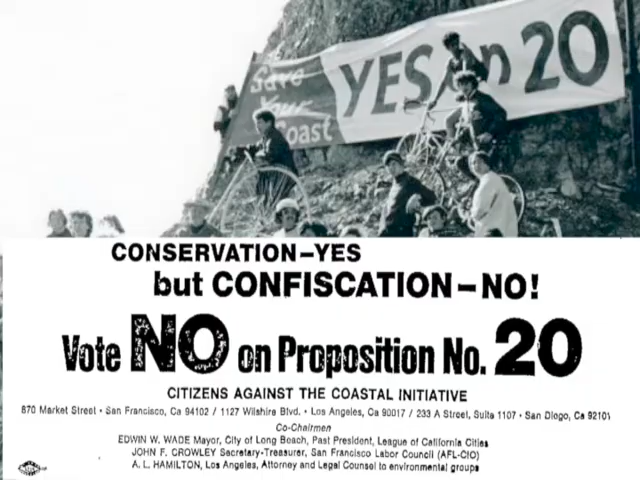 Save
Your
Coast
YES on 20
CONSERVATION–YES
but CONFISCATION–NO!
Vote NO on Proposition No. 20
CITIZENS AGAINST THE COASTAL INITIATIVE
870 Market Street • San Francisco, Ca 94102 / 1127 Wilshire Blvd. • Los Angeles, Ca 90017 / 233 A Street, Suite 1107 • San Diego, Ca 92101
Co-Chairmen
EDWIN W. WADE Mayor, City of Long Beach, Past President, League of California Cities
JOHN F. CROWLEY Secretary-Treasurer, San Francisco Labor Council (AFL-CIO)
A. L. HAMILTON, Los Angeles, Attorney and Legal Counsel to environmental groups